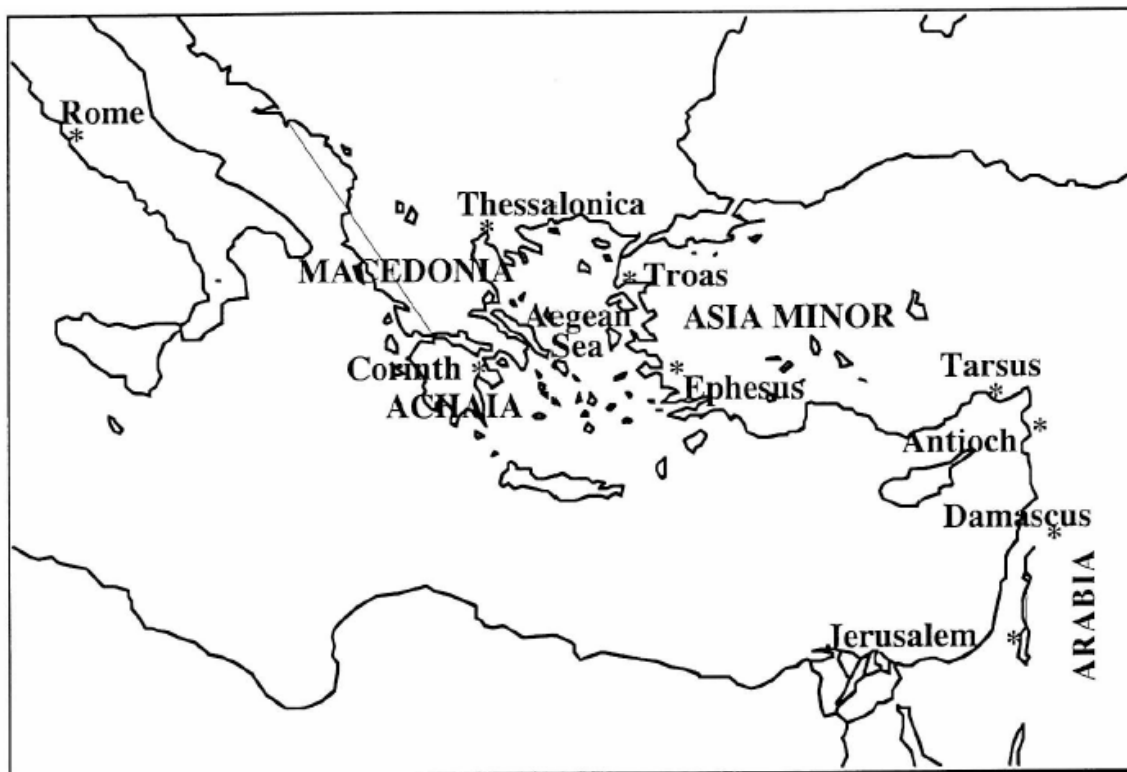 Rome
Thessalonica
MACEDONIA
Troas
Aegean
Sea
ASIA MINOR
Corinth
ACHAIA
Ephesus
Tarsus
Antioch
Damascus
ARABIA
Jerusalem